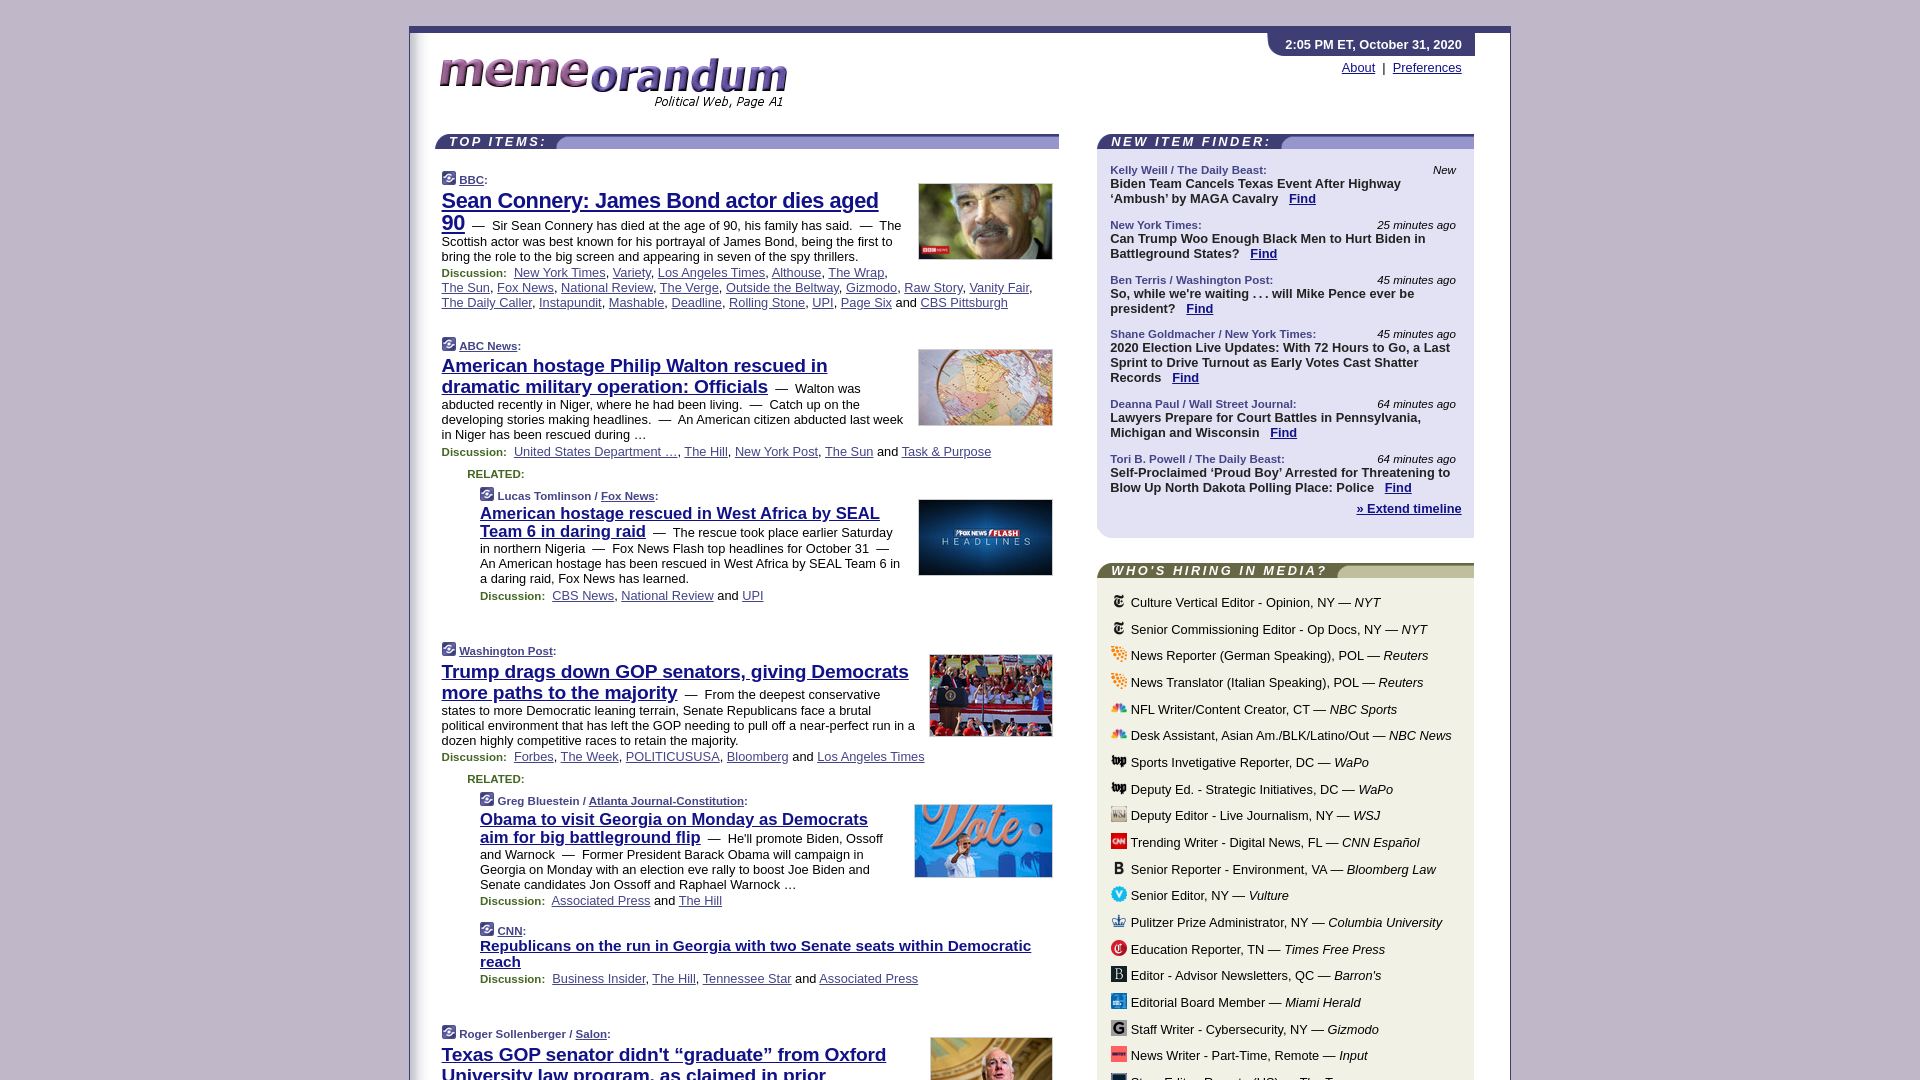 2:05 PM ET, October 31, 2020
About | Preferences
memeorandum
Political Web, Page A1
TOP ITEMS:
BBC:
Sean Connery: James Bond actor dies aged
90 — Sir Sean Connery has died at the age of 90, his family has said. — The
Scottish actor was best known for his portrayal of James Bond, being the first to
bring the role to the big screen and appearing in seven of the spy thrillers.
Discussion: New York Times, Variety, Los Angeles Times, Althouse, The Wrap,
The Sun, Fox News, National Review, The Verge, Outside the Beltway, Gizmodo, Raw Story, Vanity Fair,
The Daily Caller, Instapundit, Mashable, Deadline, Rolling Stone, UPI, Page Six and CBS Pittsburgh
ABC News:
American hostage Philip Walton rescued in
dramatic military operation: Officials — Walton was
abducted recently in Niger, where he had been living. — Catch up on the
developing stories making headlines. — An American citizen abducted last week
in Niger has been rescued during …
Discussion: United States Department …, The Hill, New York Post, The Sun and Task & Purpose
RELATED:
Lucas Tomlinson / Fox News:
American hostage rescued in West Africa by SEAL
Team 6 in daring raid — The rescue took place earlier Saturday
in northern Nigeria — Fox News Flash top headlines for October 31 —
An American hostage has been rescued in West Africa by SEAL Team 6 in
a daring raid, Fox News has learned.
FOX NEWS FLASH
HEADLINES
Discussion: CBS News, National Review and UPI
Washington Post:
Trump drags down GOP senators, giving Democrats
more paths to the majority — From the deepest conservative
states to more Democratic leaning terrain, Senate Republicans face a brutal
political environment that has left the GOP needing to pull off a near-perfect run in a
dozen highly competitive races to retain the majority.
Discussion: Forbes, The Week, POLITICUSUSA, Bloomberg and Los Angeles Times
RELATED:
Greg Bluestein / Atlanta Journal-Constitution:
Obama to visit Georgia on Monday as Democrats
aim for big battleground flip — He'll promote Biden, Ossoff
and Warnock — Former President Barack Obama will campaign in
Georgia on Monday with an election eve rally to boost Joe Biden and
Senate candidates Jon Ossoff and Raphael Warnock …
Vote
Discussion: Associated Press and The Hill
CNN:
Republicans on the run in Georgia with two Senate seats within Democratic
reach
Discussion: Business Insider, The Hill, Tennessee Star and Associated Press
Roger Sollenberger / Salon:
Texas GOP senator didn't “graduate” from Oxford
University law program, as claimed in prior
NEW ITEM FINDER:
Kelly Weill / The Daily Beast: New
Biden Team Cancels Texas Event After Highway
‘Ambush’ by MAGA Cavalry Find
New York Times: 25 minutes ago
Can Trump Woo Enough Black Men to Hurt Biden in
Battleground States? Find
Ben Terris / Washington Post: 45 minutes ago
So, while we're waiting . . . will Mike Pence ever be
president? Find
Shane Goldmacher / New York Times: 45 minutes ago
2020 Election Live Updates: With 72 Hours to Go, a Last
Sprint to Drive Turnout as Early Votes Cast Shatter
Records Find
Deanna Paul / Wall Street Journal: 64 minutes ago
Lawyers Prepare for Court Battles in Pennsylvania,
Michigan and Wisconsin Find
Tori B. Powell / The Daily Beast: 64 minutes ago
Self-Proclaimed ‘Proud Boy’ Arrested for Threatening to
Blow Up North Dakota Polling Place: Police Find
» Extend timeline
WHO'S HIRING IN MEDIA?
Culture Vertical Editor - Opinion, NY — NYT
Senior Commissioning Editor - Op Docs, NY — NYT
News Reporter (German Speaking), POL — Reuters
News Translator (Italian Speaking), POL — Reuters
NFL Writer/Content Creator, CT — NBC Sports
Desk Assistant, Asian Am./BLK/Latino/Out — NBC News
Sports Invetigative Reporter, DC — WaPo
Deputy Ed. - Strategic Initiatives, DC — WaPo
Deputy Editor - Live Journalism, NY — WSJ
Trending Writer - Digital News, FL — CNN Español
Senior Reporter - Environment, VA — Bloomberg Law
Senior Editor, NY — Vulture
Pulitzer Prize Administrator, NY — Columbia University
Education Reporter, TN — Times Free Press
Editor - Advisor Newsletters, QC — Barron's
Editorial Board Member — Miami Herald
Staff Writer - Cybersecurity, NY — Gizmodo
News Writer - Part-Time, Remote — Input